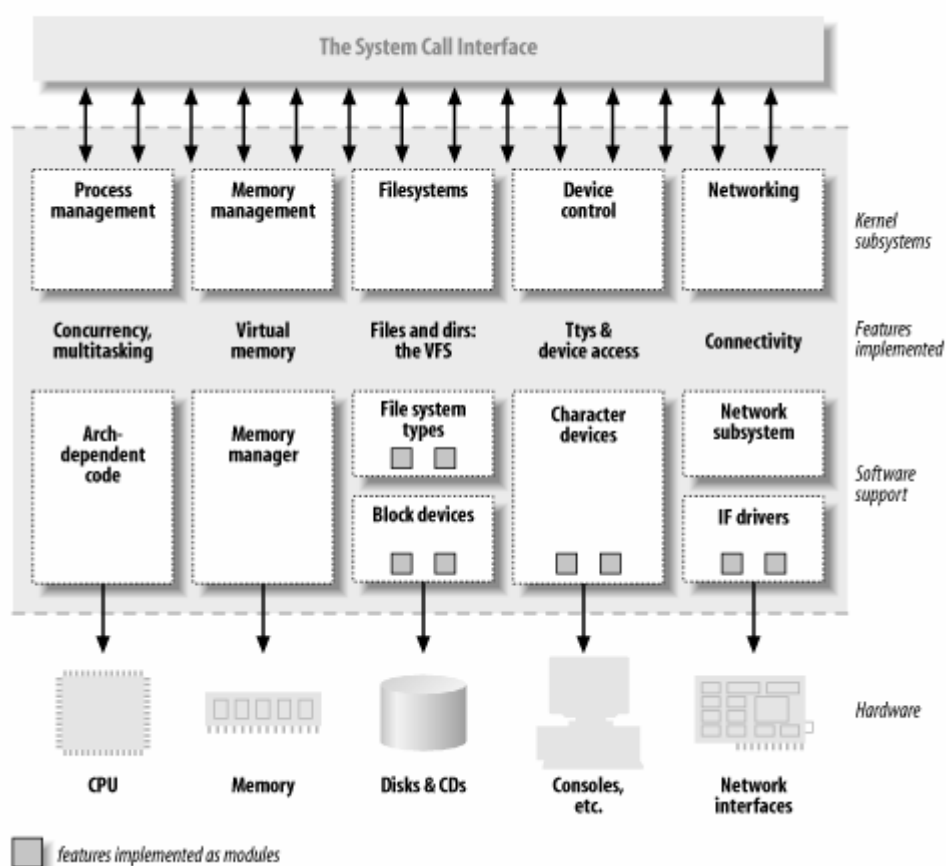 The System Call Interface
Process
management
Memory
management
Filesystems
Device
control
Networking
Kernel
subsystems
Concurrency,
multitasking
Virtual
memory
Files and dirs:
the VFS
Ttys &
device access
Connectivity
Features
implemented
Arch-
dependent
code
Memory
manager
File system
types
Block devices
Character
devices
Network
subsystem
IF drivers
Software
support
Hardware
CPU
Memory
Disks & CDs
Consoles,
etc.
Network
interfaces
features implemented as modules